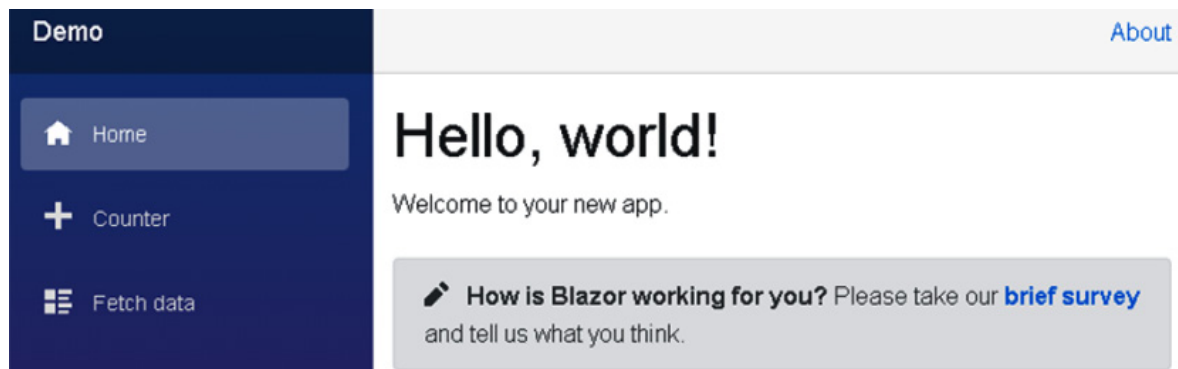 Demo
About
Home
Counter
Fetch data
Hello, world!
Welcome to your new app.
How is Blazor working for you? Please take our brief survey
and tell us what you think.